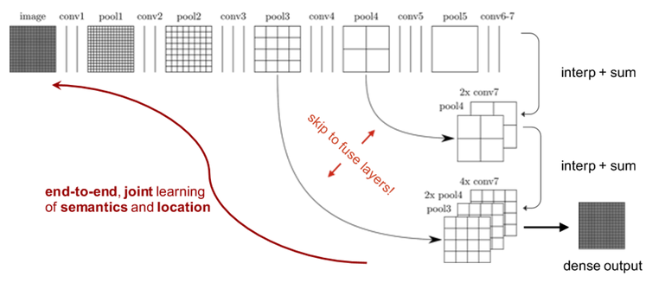 image conv1 pool1 conv2 pool2 conv3 pool3 conv4 pool4 conv5 pool5 conv6-7
interp + sum
2x conv7
pool4
skip to fuse layers!
interp + sum
4x conv7
2x pool4
pool3
end-to-end, joint learning
of semantics and location
dense output